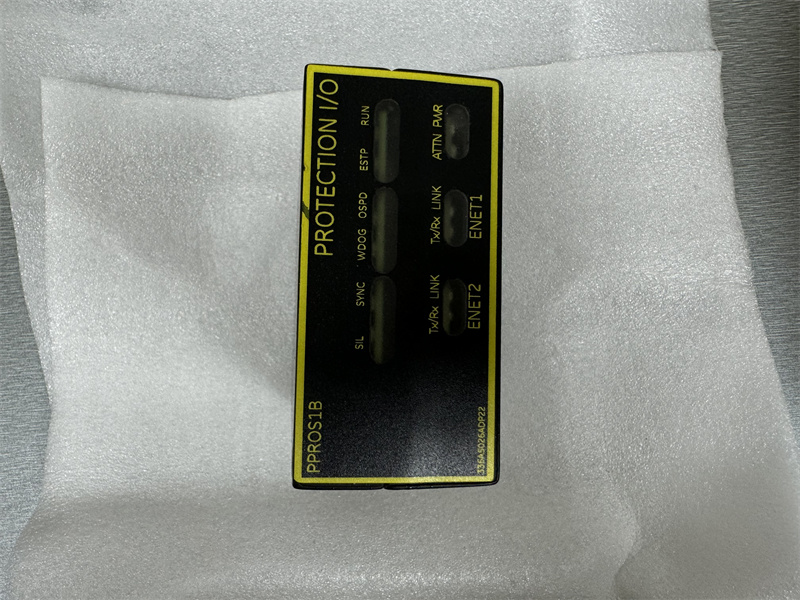 PROTECTION I/O
RUN
ESTP
OSPD
WDOG
SYNC
SIL
ATTN PWR
Tx/Rx LINK
ENET1
Tx/Rx LINK
ENET2
PPROS1B
336A5026ADP22